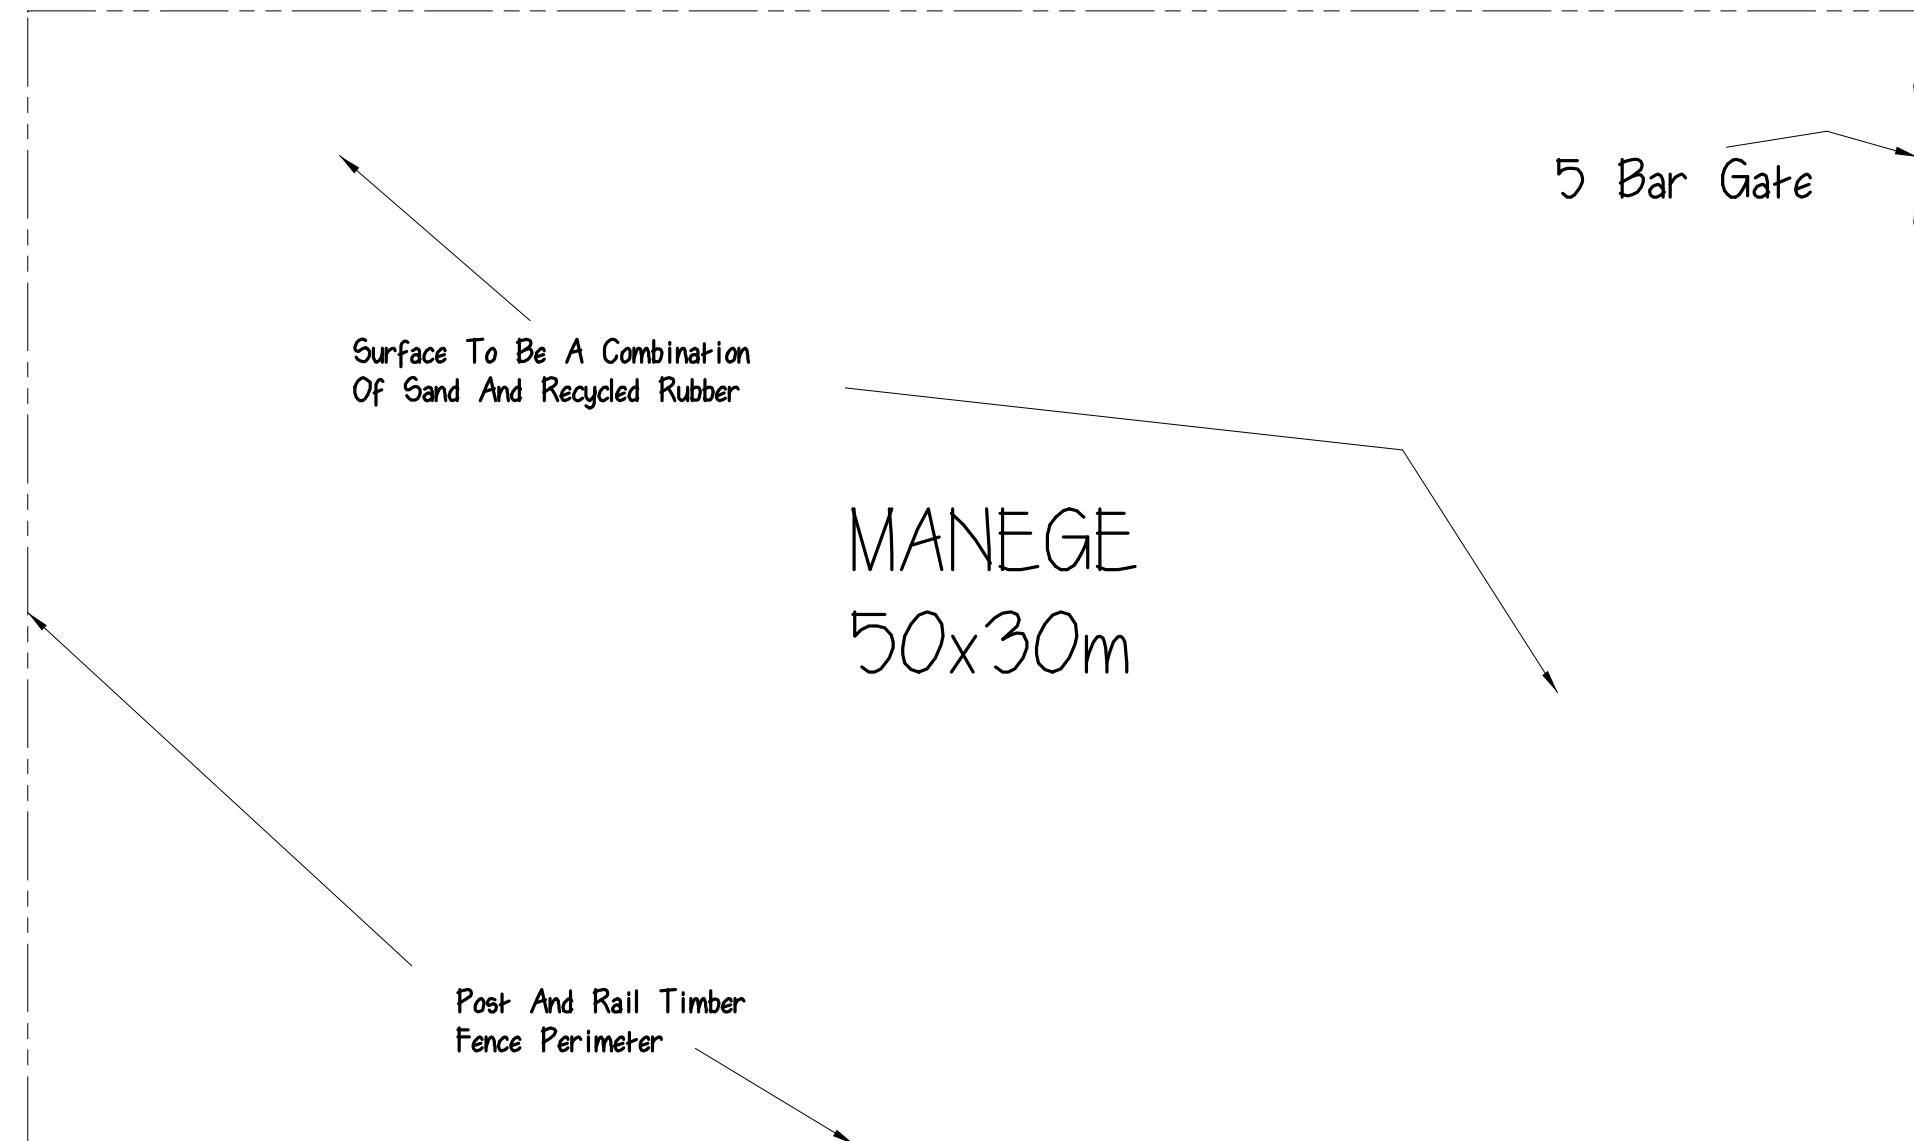 5 Bar Gate
Surface To Be A Combination
Of Sand And Recycled Rubber
MANEGE
50x30m
Post And Rail Timber
Fence Perimeter